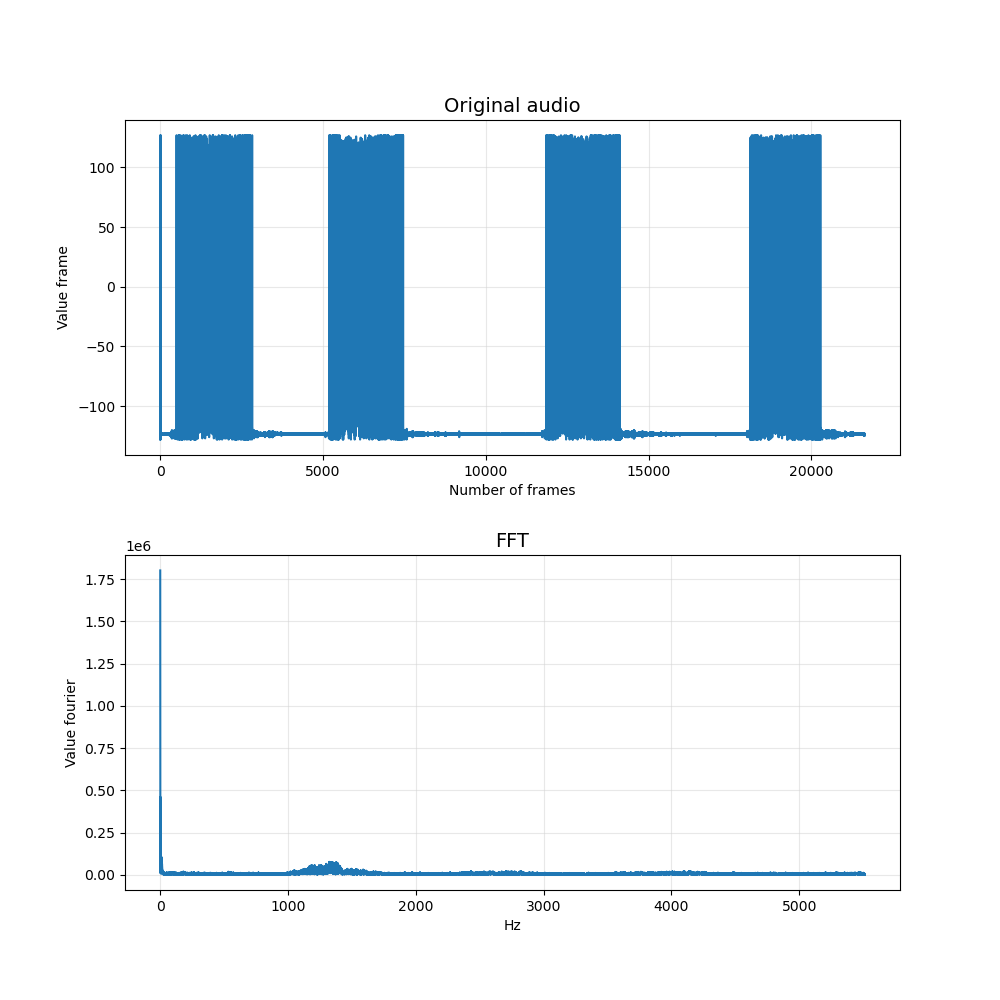 Original audio
100
50
0
−50
−100
Value frame
0 5000 10000 15000 20000
Number of frames
FFT
1e6
1.75
1.50
1.25
1.00
0.75
0.50
0.25
0.00
Value fourier
0 1000 2000 3000 4000 5000
Hz